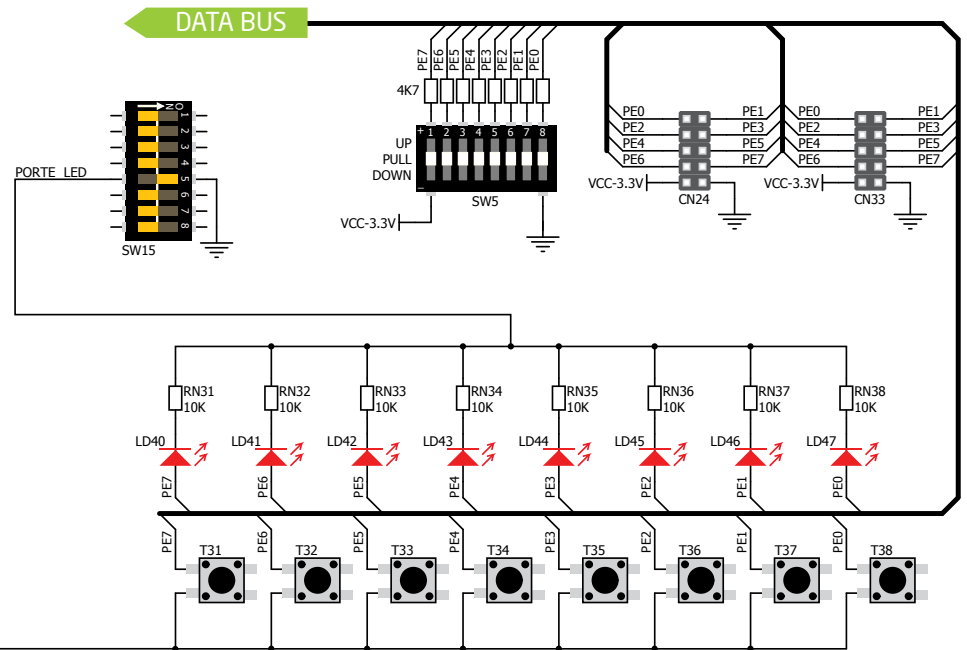 DATA BUS
PE7 PE6 PE5 PE4 PE3 PE2 PE1 PE0
4K7
ON
1 2 3 4 5 6 7 8
PORTE LED
SW15
+ 1 2 3 4 5 6 7 8
UP
PULL
DOWN
_
SW5
VCC-3.3V
PE0 PE1 PE0 PE1
PE2 PE3 PE2 PE3
PE4 PE5 PE4 PE5
PE6 PE7 PE6 PE7
VCC-3.3V VCC-3.3V
CN24 CN33
RN31 RN32 RN33 RN34 RN35 RN36 RN37 RN38
10K 10K 10K 10K 10K 10K 10K 10K
LD40 LD41 LD42 LD43 LD44 LD45 LD46 LD47
PE7 PE6 PE5 PE4 PE3 PE2 PE1 PE0
PE7 PE6 PE5 PE4 PE3 PE2 PE1 PE0
T31 T32 T33 T34 T35 T36 T37 T38